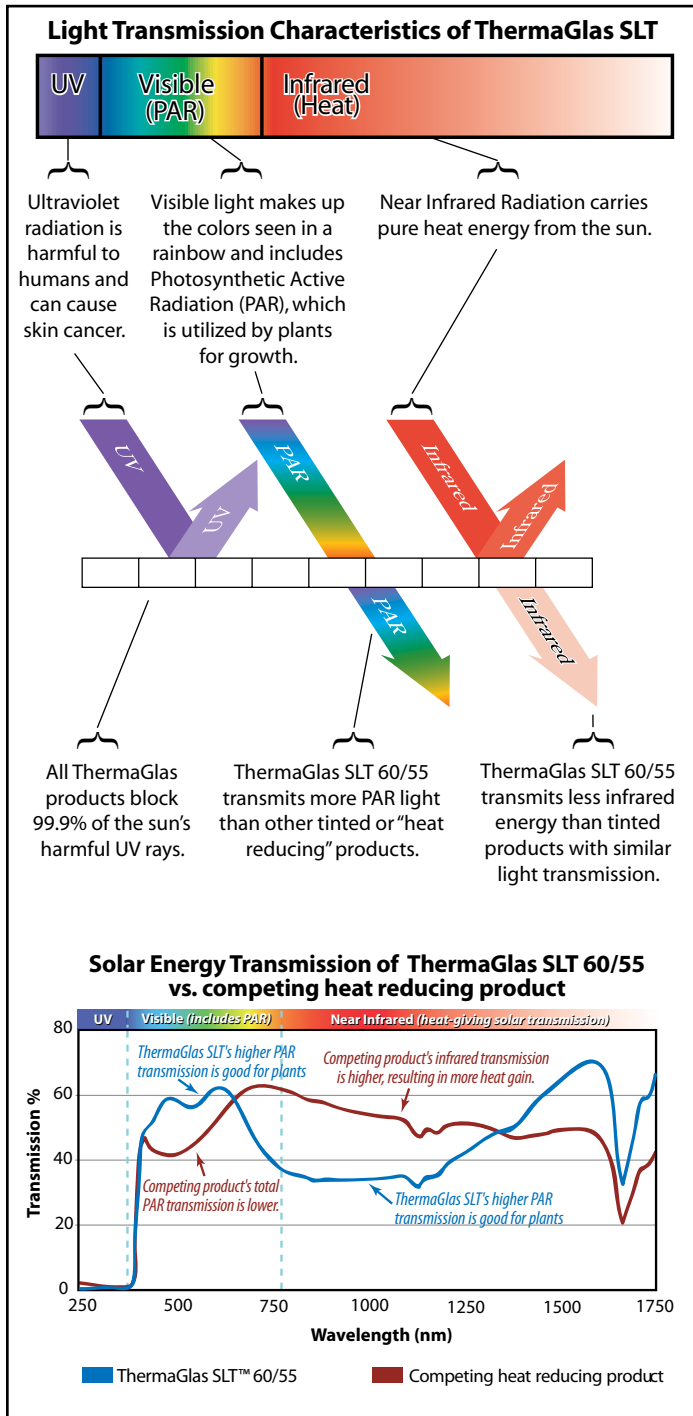 Light Transmission Characteristics of ThermaGlas SLT
UV
Visible
(PAR)
Infrared
(Heat)
Ultraviolet
radiation is
harmful to
humans and
can cause
skin cancer.
Visible light makes up
the colors seen in a
rainbow and includes
Photosynthetic Active
Radiation (PAR), which
is utilized by plants
for growth.
Near Infrared Radiation carries
pure heat energy from the sun.
UV
UV
PAR
PAR
Infrared
Infrared
Infrared
All ThermaGlas
products block
99.9% of the sun's
harmful UV rays.
ThermaGlas SLT 60/55
transmits more PAR light
than other tinted or "heat
reducing" products.
ThermaGlas SLT 60/55
transmits less infrared
energy than tinted
products with similar
light transmission.
Solar Energy Transmission of ThermaGlas SLT 60/55
vs. competing heat reducing product
UV
Visible (includes PAR)
Near Infrared (heat-giving solar transmission)
80
60
40
20
0
Transmission %
ThermaGlas SLT's higher PAR
transmission is good for plants
Competing product's infrared transmission
is higher, resulting in more heat gain.
Competing product's total
PAR transmission is lower.
ThermaGlas SLT's higher PAR
transmission is good for plants
250 500 750 1000 1250 1500 1750
Wavelength (nm)
ThermaGlas SLT™ 60/55
Competing heat reducing product